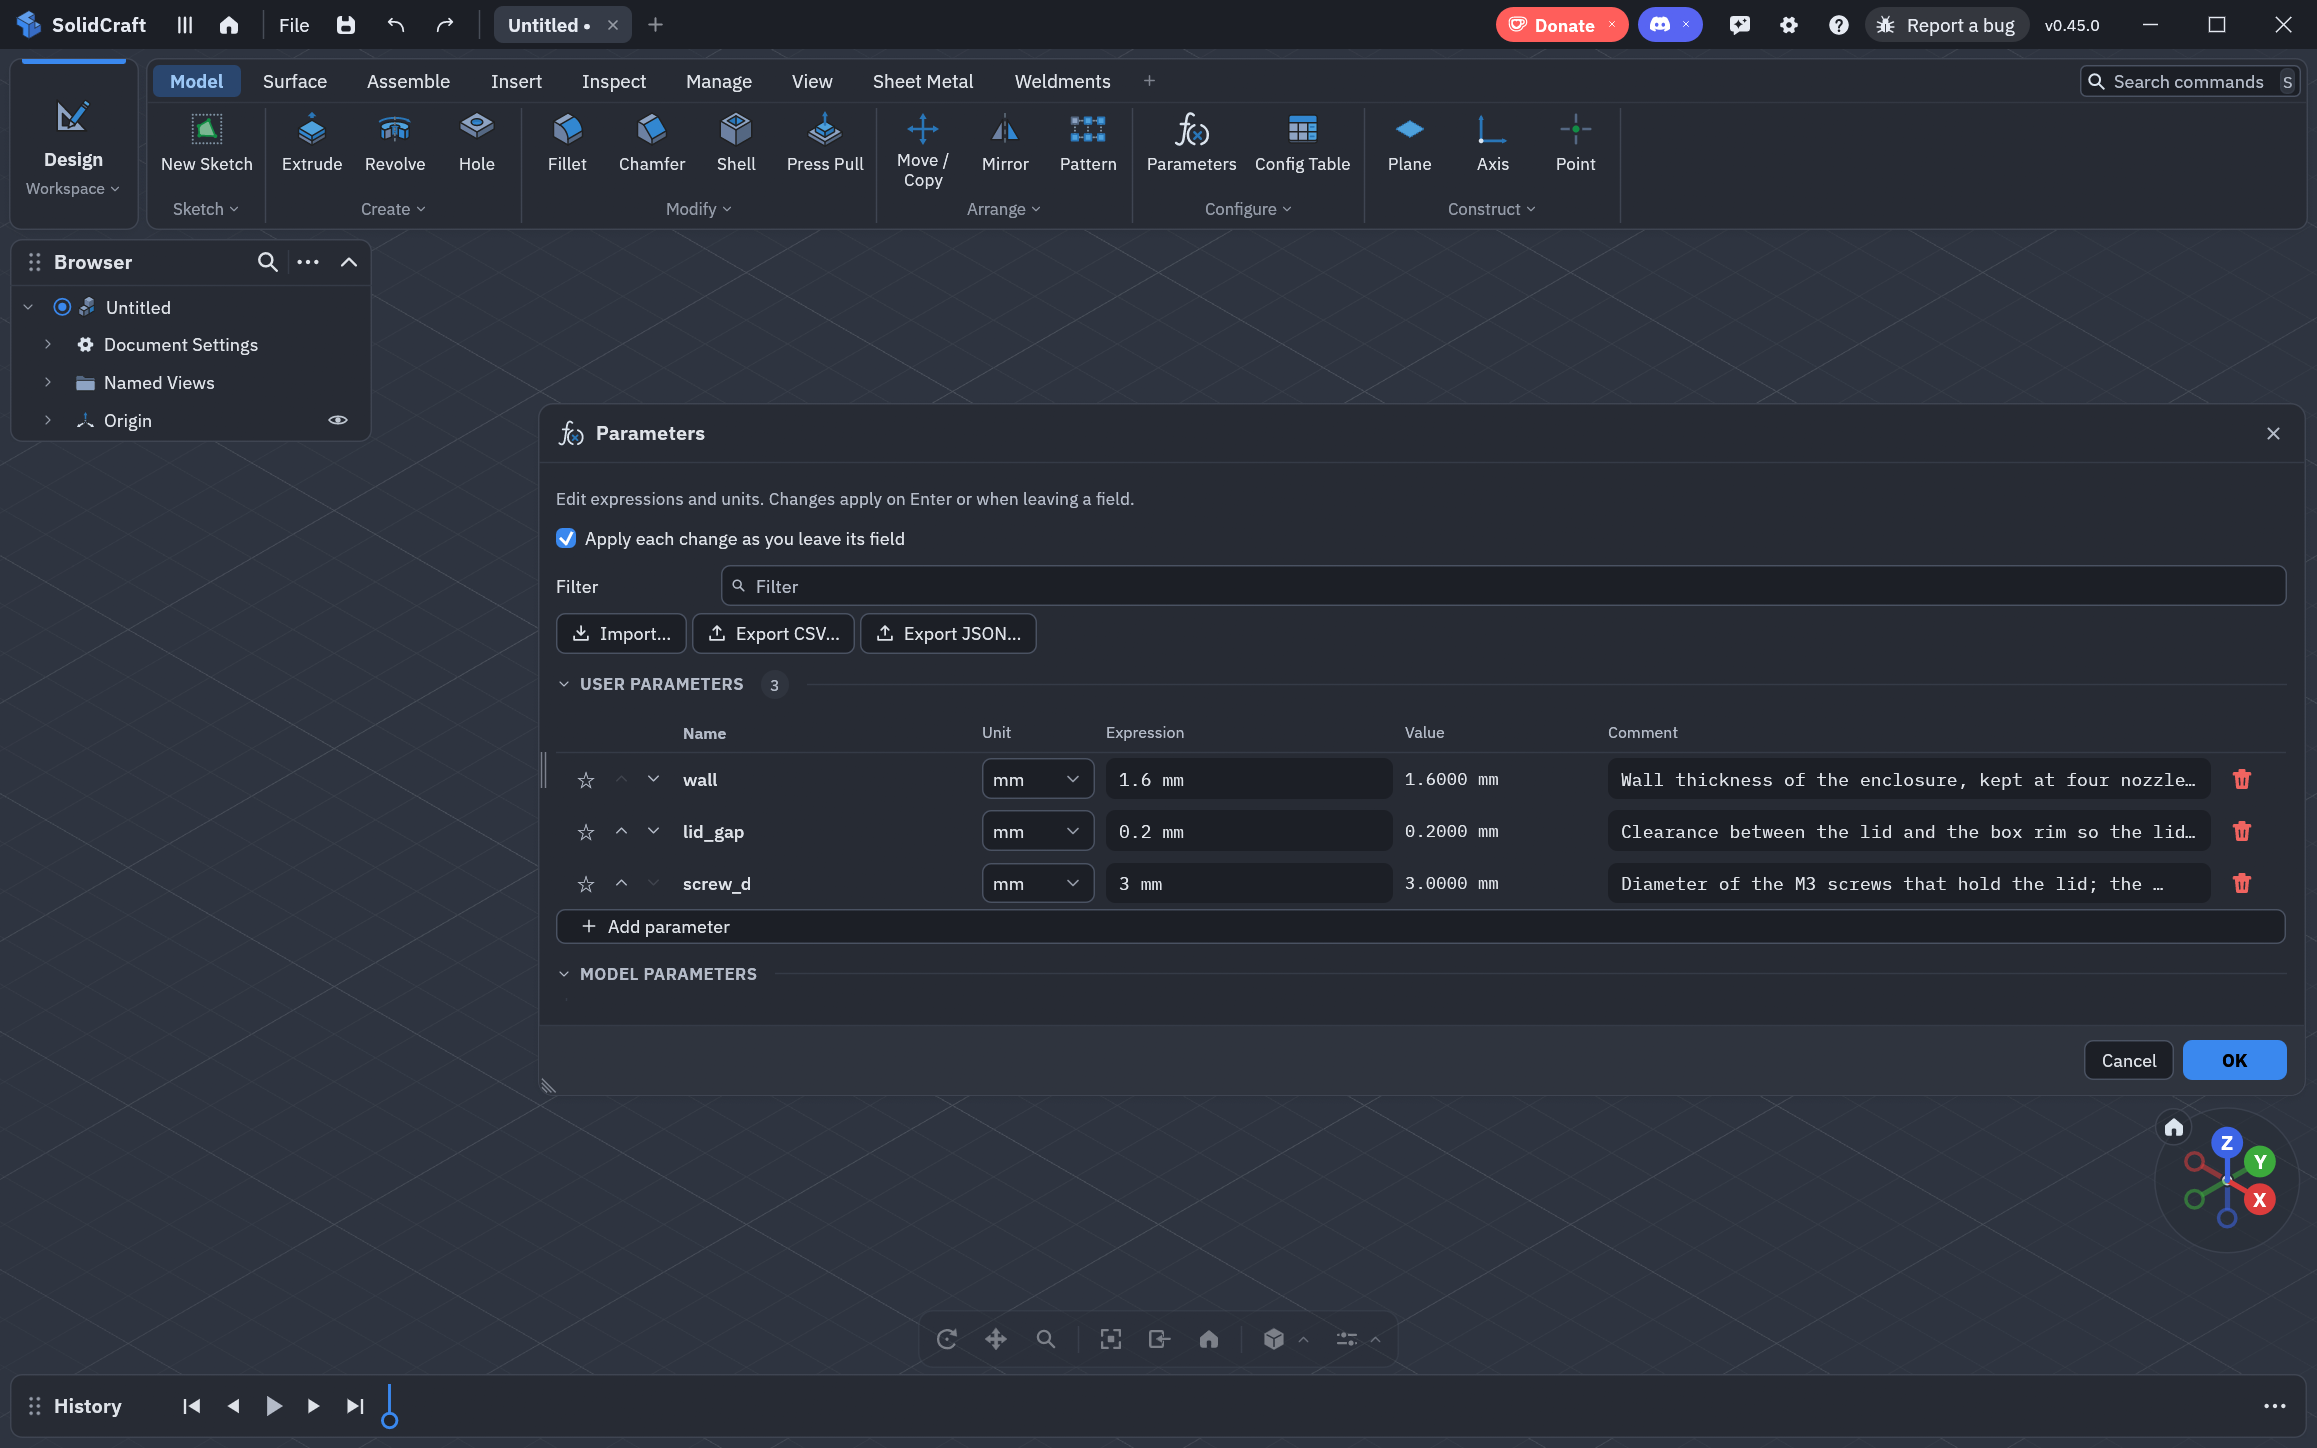 SolidCraft
File
Untitled •
Donate
Report a bug
v0.45.0
Design
Workspace
Model
Surface
Assemble
Insert
Inspect
Manage
View
Sheet Metal
Weldments
Search commands
S
New Sketch
Extrude
Revolve
Hole
Fillet
Chamfer
Shell
Press Pull
Move /
Copy
Mirror
Pattern
Parameters
Config Table
Plane
Axis
Point
Sketch
Create
Modify
Arrange
Configure
Construct
Browser
Untitled
Document Settings
Named Views
Origin
Parameters
Edit expressions and units. Changes apply on Enter or when leaving a field.
Apply each change as you leave its field
Filter
Filter
Import...
Export CSV...
Export JSON...
USER PARAMETERS 3
Name Unit Expression Value Comment
wall mm 1.6 mm 1.6000 mm Wall thickness of the enclosure, kept at four nozzle…
lid_gap mm 0.2 mm 0.2000 mm Clearance between the lid and the box rim so the lid…
screw_d mm 3 mm 3.0000 mm Diameter of the M3 screws that hold the lid; the …
Add parameter
MODEL PARAMETERS
Cancel
OK
Z
Y
X
History